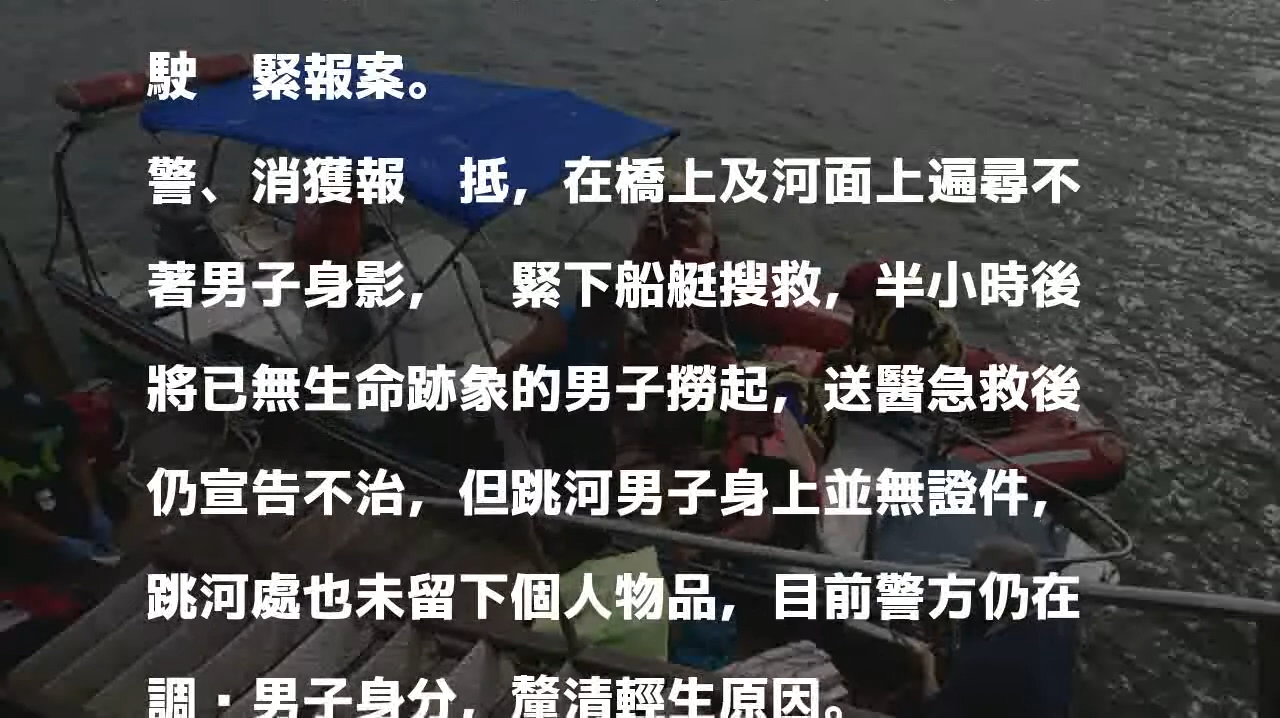 駛　緊報案。
警、消獲報　抵，在橋上及河面上遍尋不
著男子身影，　緊下船艇搜救，半小時後
將已無生命跡象的男子撈起，送醫急救後
仍宣告不治，但跳河男子身上並無證件，
跳河處也未留下個人物品，目前警方仍在
調·男子身分，釐清輕生原因。